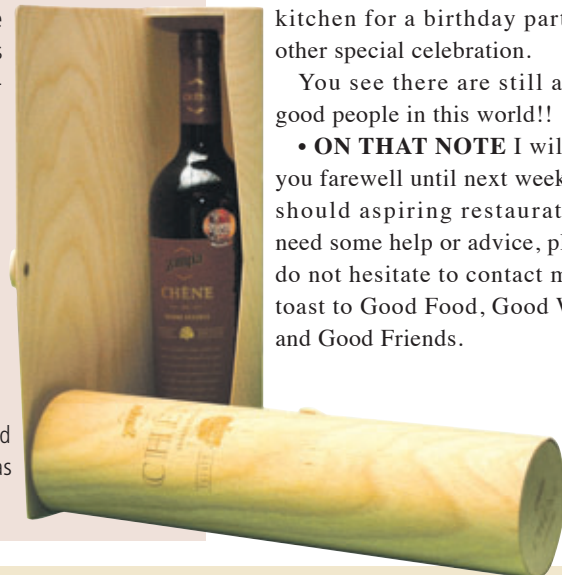 e
s
d
as
CHÊNE
kitchen for a birthday part
other special celebration.
You see there are still a
good people in this world!!
• ON THAT NOTE I wil
you farewell until next week
should aspiring restaurat
need some help or advice, pl
do not hesitate to contact m
toast to Good Food, Good W
and Good Friends.